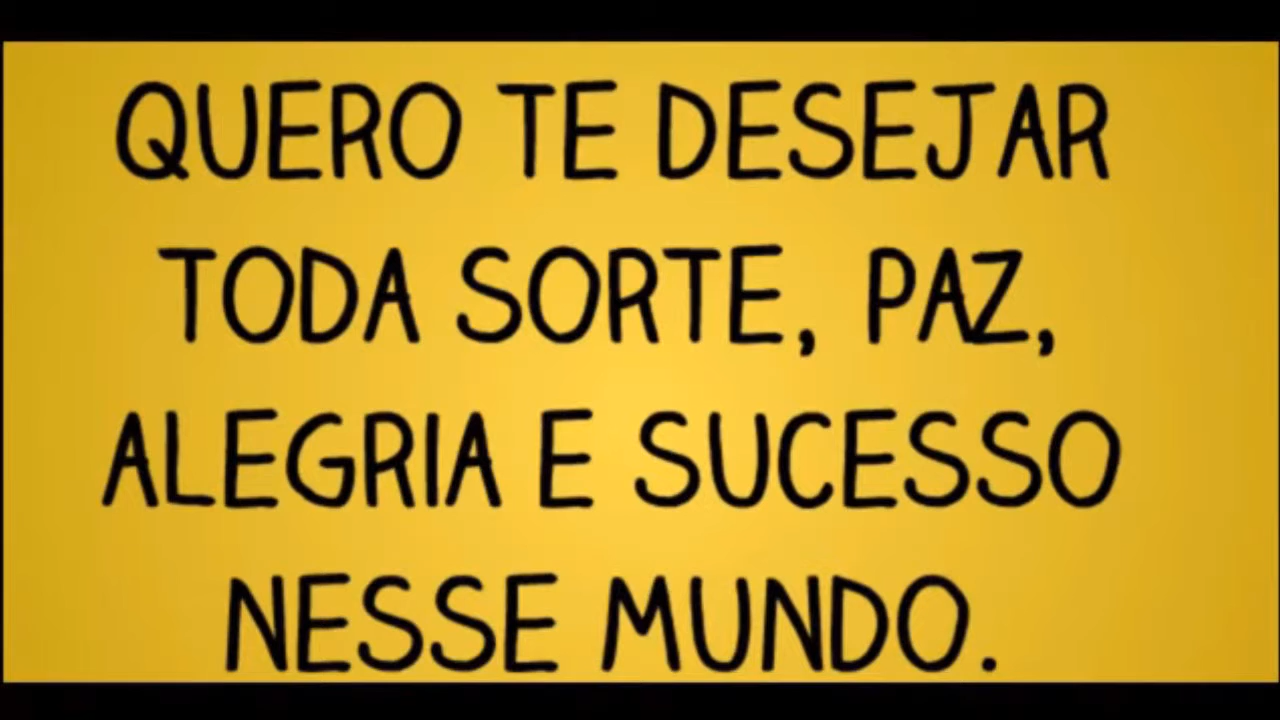 QUERO TE DESEJAR
TODA SORTE, PAZ,
ALEGRIA E SUCESSO
NESSE MUNDO.